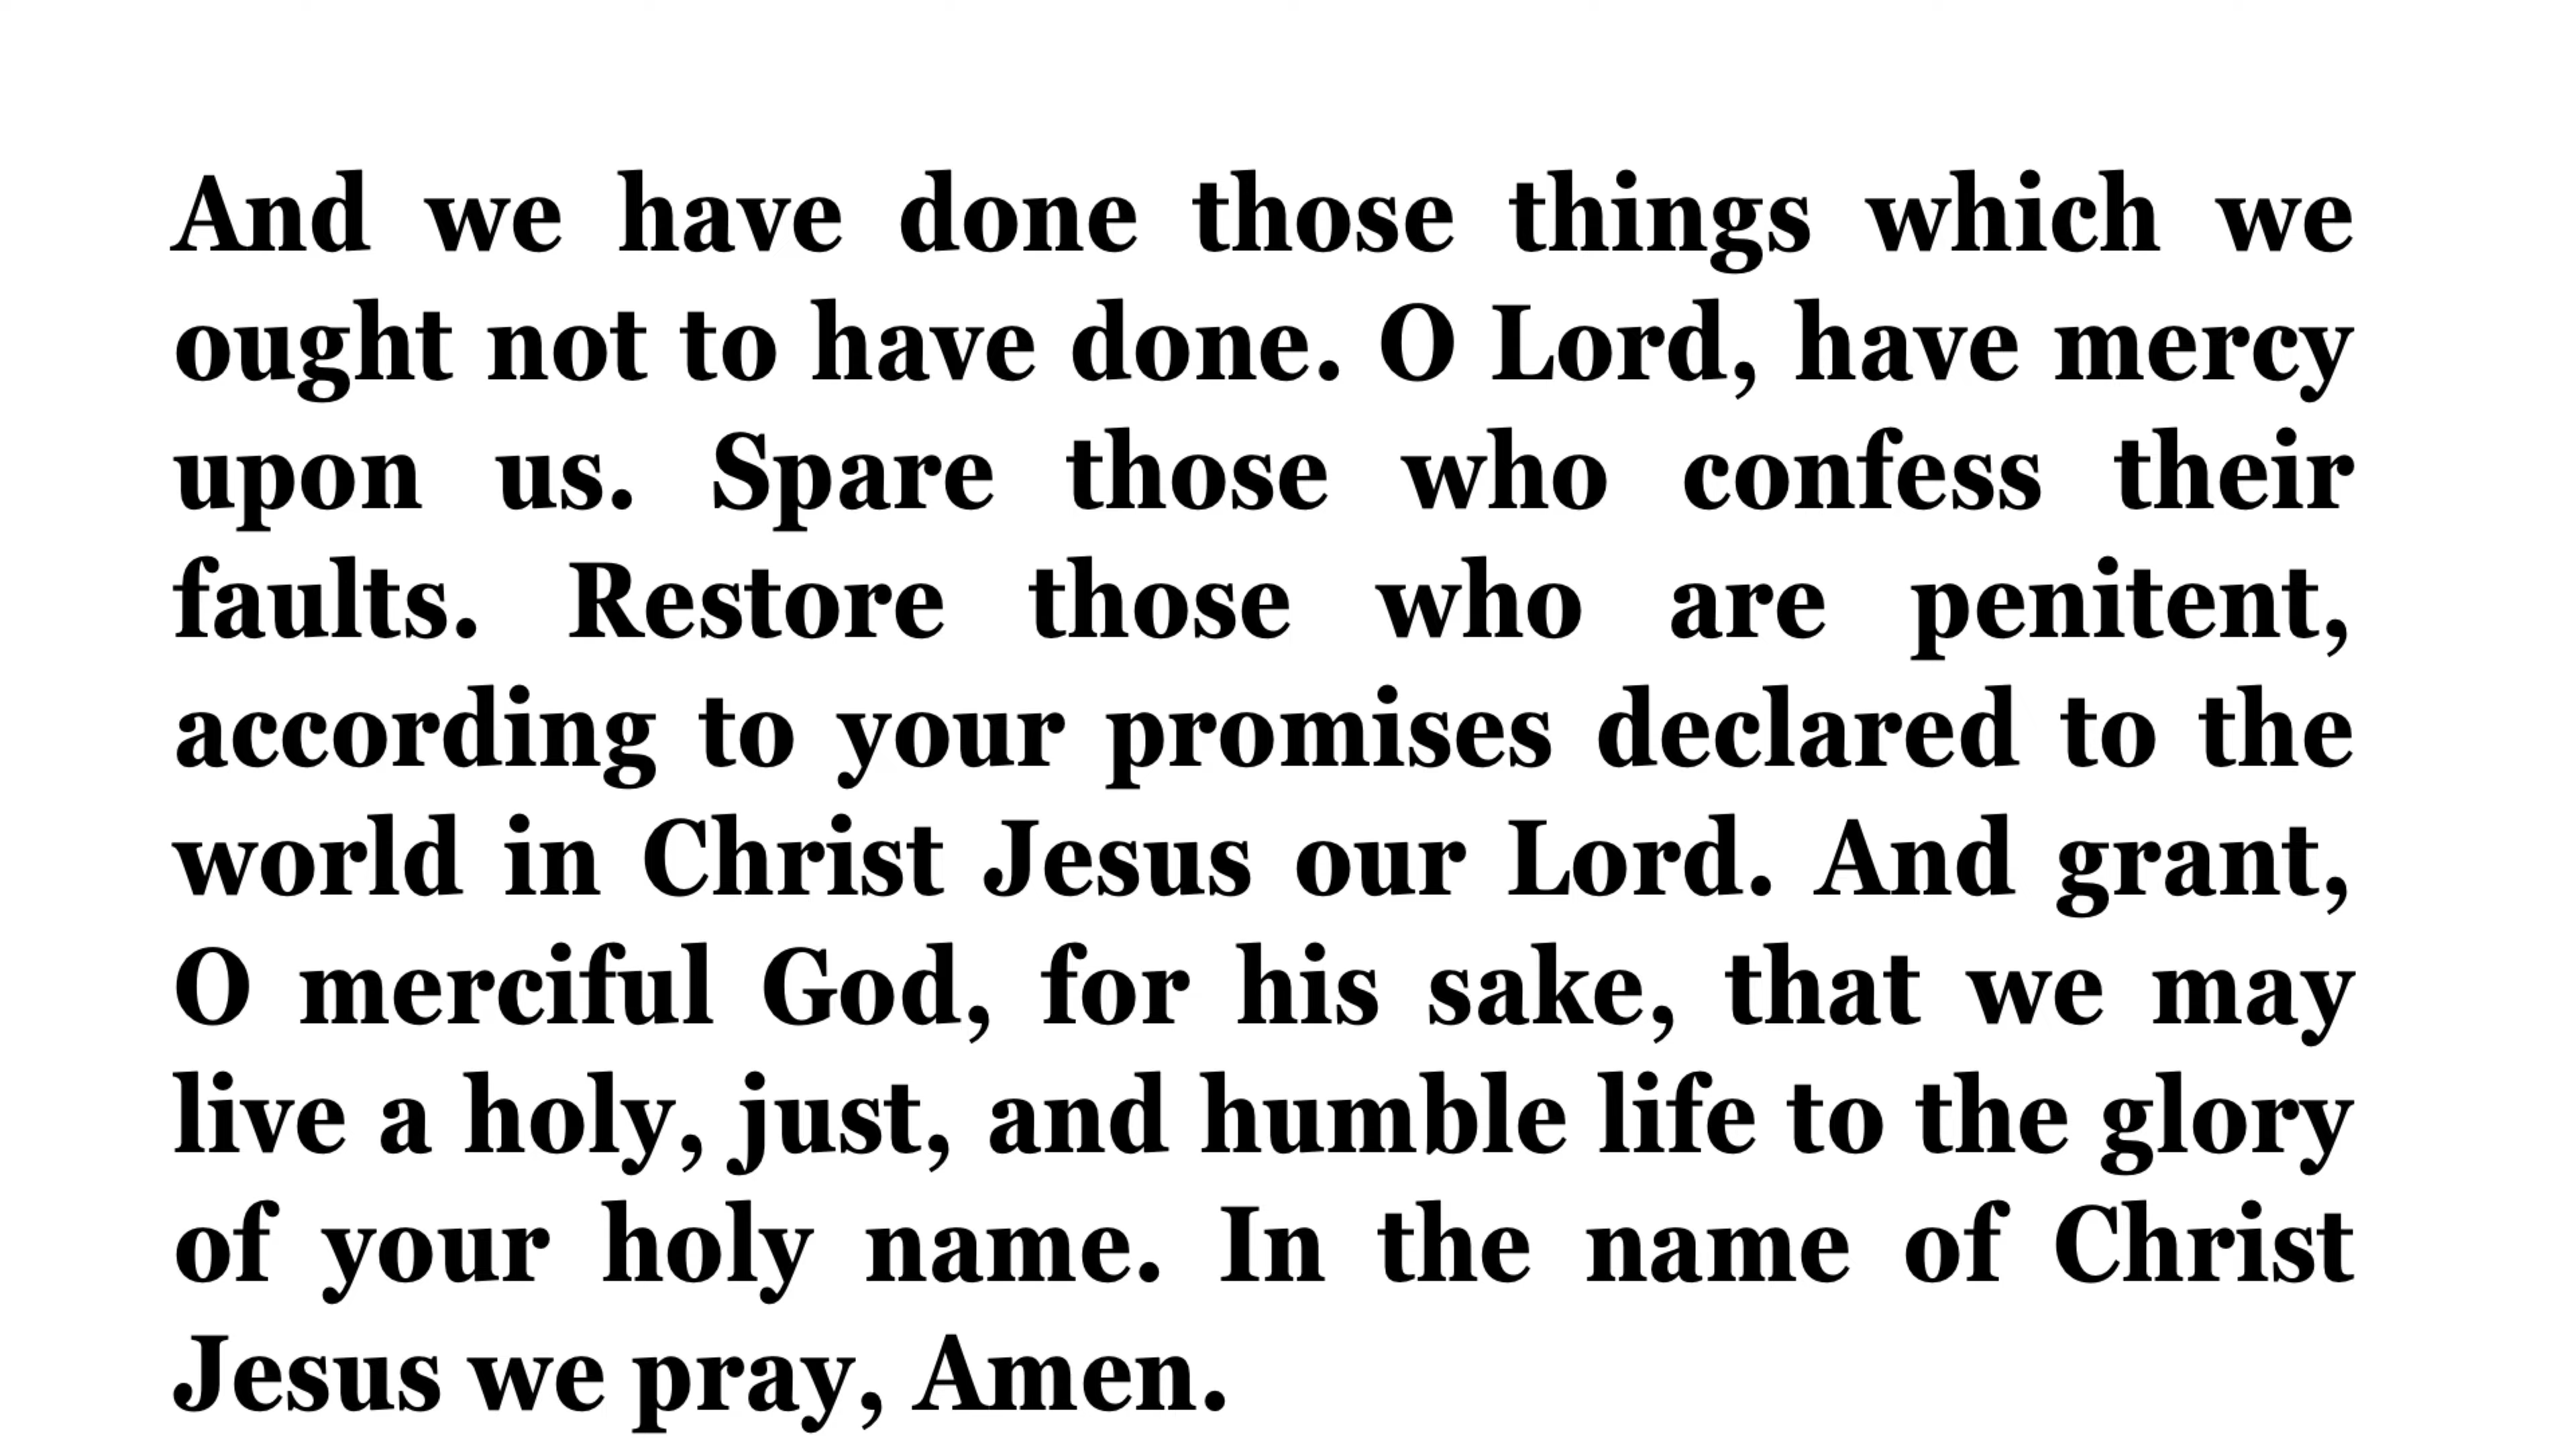 And we have done those things which we
ought not to have done. O Lord, have mercy
upon us. Spare those who confess their
faults. Restore those who are penitent,
according to your promises declared to the
world in Christ Jesus our Lord. And grant,
O merciful God, for his sake, that we may
live a holy, just, and humble life to the glory
of your holy name. In the name of Christ
Jesus we pray, Amen.